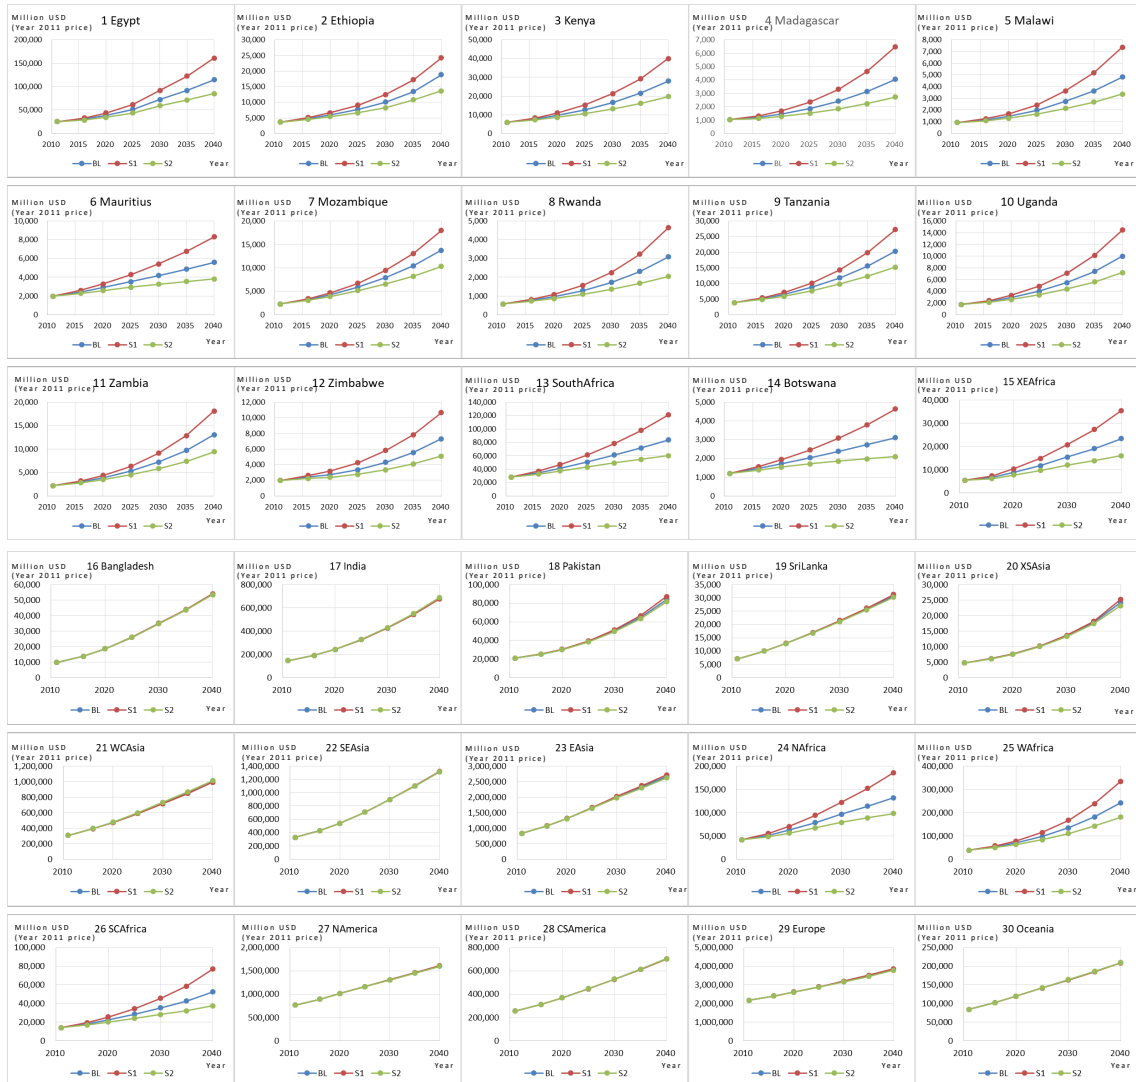 Million USD
(Year 2011 price)
1 Egypt
200,000
150,000
100,000
50,000
0
2010 2015 2020 2025 2030 2035 2040
Year
BL S1 S2
Million USD
(Year 2011 price)
2 Ethiopia
30,000
25,000
20,000
15,000
10,000
5,000
0
2010 2015 2020 2025 2030 2035 2040
Year
BL S1 S2
Million USD
(Year 2011 price)
3 Kenya
50,000
40,000
30,000
20,000
10,000
0
2010 2015 2020 2025 2030 2035 2040
Year
BL S1 S2
Million USD
(Year 2011 price)
4 Madagascar
7,000
6,000
5,000
4,000
3,000
2,000
1,000
0
2010 2015 2020 2025 2030 2035 2040
Year
BL S1 S2
Million USD
(Year 2011 price)
5 Malawi
8,000
7,000
6,000
5,000
4,000
3,000
2,000
1,000
0
2010 2015 2020 2025 2030 2035 2040
Year
BL S1 S2
Million USD
(Year 2011 price)
6 Mauritius
10,000
8,000
6,000
4,000
2,000
0
2010 2015 2020 2025 2030 2035 2040
Year
BL S1 S2
Million USD
(Year 2011 price)
7 Mozambique
20,000
15,000
10,000
5,000
0
2010 2015 2020 2025 2030 2035 2040
Year
BL S1 S2
Million USD
(Year 2011 price)
8 Rwanda
5,000
4,000
3,000
2,000
1,000
0
2010 2015 2020 2025 2030 2035 2040
Year
BL S1 S2
Million USD
(Year 2011 price)
9 Tanzania
30,000
25,000
20,000
15,000
10,000
5,000
0
2010 2015 2020 2025 2030 2035 2040
Year
BL S1 S2
Million USD
(Year 2011 price)
10 Uganda
16,000
14,000
12,000
10,000
8,000
6,000
4,000
2,000
0
2010 2015 2020 2025 2030 2035 2040
Year
BL S1 S2
Million USD
(Year 2011 price)
11 Zambia
20,000
15,000
10,000
5,000
0
2010 2015 2020 2025 2030 2035 2040
Year
BL S1 S2
Million USD
(Year 2011 price)
12 Zimbabwe
12,000
10,000
8,000
6,000
4,000
2,000
0
2010 2015 2020 2025 2030 2035 2040
Year
BL S1 S2
Million USD
(Year 2011 price)
13 SouthAfrica
140,000
120,000
100,000
80,000
60,000
40,000
20,000
0
2010 2015 2020 2025 2030 2035 2040
Year
BL S1 S2
Million USD
(Year 2011 price)
14 Botswana
5,000
4,000
3,000
2,000
1,000
0
2010 2015 2020 2025 2030 2035 2040
Year
BL S1 S2
Million USD
(Year 2011 price)
15 XEAfrica
40,000
30,000
20,000
10,000
0
2010 2015 2020 2025 2030 2035 2040
Year
BL S1 S2
Million USD
(Year 2011 price)
16 Bangladesh
60,000
50,000
40,000
30,000
20,000
10,000
0
2010 2020 2030 2040
Year
BL S1 S2
Million USD
(Year 2011 price)
17 India
800,000
600,000
400,000
200,000
0
2010 2020 2030 2040
Year
BL S1 S2
Million USD
(Year 2011 price)
18 Pakistan
100,000
80,000
60,000
40,000
20,000
0
2010 2020 2030 2040
Year
BL S1 S2
Million USD
(Year 2011 price)
19 SriLanka
35,000
30,000
25,000
20,000
15,000
10,000
5,000
0
2010 2020 2030 2040
Year
BL S1 S2
Million USD
(Year 2011 price)
20 XSAsia
30,000
25,000
20,000
15,000
10,000
5,000
0
2010 2020 2030 2040
Year
BL S1 S2
Million USD
(Year 2011 price)
21 WCAsia
1,200,000
1,000,000
800,000
600,000
400,000
200,000
0
2010 2020 2030 2040
Year
BL S1 S2
Million USD
(Year 2011 price)
22 SEAsia
1,400,000
1,200,000
1,000,000
800,000
600,000
400,000
200,000
0
2010 2020 2030 2040
Year
BL S1 S2
Million USD
(Year 2011 price)
23 EAsia
3,000,000
2,500,000
2,000,000
1,500,000
1,000,000
500,000
0
2010 2020 2030 2040
Year
BL S1 S2
Million USD
(Year 2011 price)
24 NAfrica
200,000
150,000
100,000
50,000
0
2010 2020 2030 2040
Year
BL S1 S2
Million USD
(Year 2011 price)
25 WAfrica
400,000
300,000
200,000
100,000
0
2010 2020 2030 2040
Year
BL S1 S2
Million USD
(Year 2011 price)
26 SCAfrica
100,000
80,000
60,000
40,000
20,000
0
2010 2020 2030 2040
Year
BL S1 S2
Million USD
(Year 2011 price)
27 NAmerica
2,000,000
1,500,000
1,000,000
500,000
0
2010 2020 2030 2040
Year
BL S1 S2
Million USD
(Year 2011 price)
28 CSAmerica
800,000
600,000
400,000
200,000
0
2010 2020 2030 2040
Year
BL S1 S2
Million USD
(Year 2011 price)
29 Europe
5,000,000
4,000,000
3,000,000
2,000,000
1,000,000
0
2010 2020 2030 2040
Year
BL S1 S2
Million USD
(Year 2011 price)
30 Oceania
250,000
200,000
150,000
100,000
50,000
0
2010 2020 2030 2040
Year
BL S1 S2